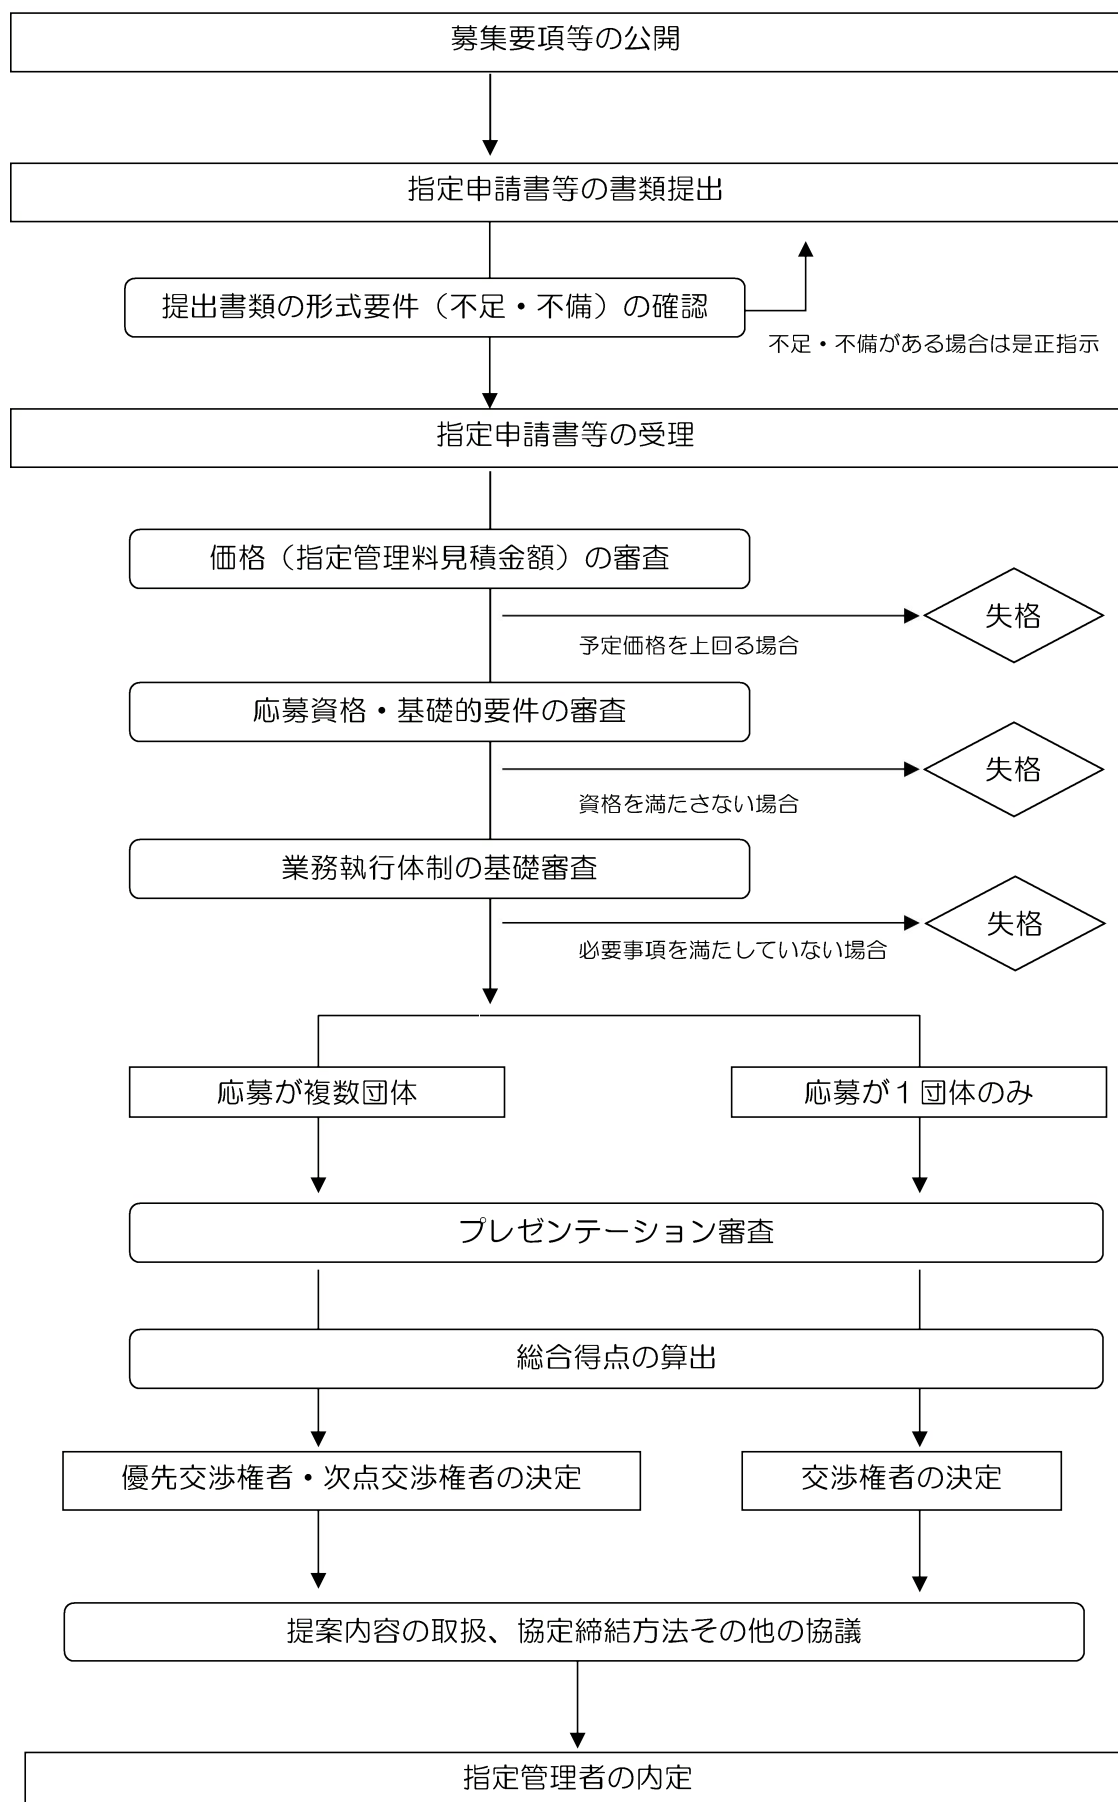 募集要項等の公開
指定申請書等の書類提出
提出書類の形式要件（不足・不備）の確認
不足・不備がある場合は是正指示
指定申請書等の受理
価格（指定管理料見積金額）の審査
失格
予定価格を上回る場合
応募資格・基礎的要件の審査
失格
資格を満たさない場合
業務執行体制の基礎審査
失格
必要事項を満たしていない場合
応募が複数団体
応募が１団体のみ
プレゼンテーション審査
総合得点の算出
優先交渉権者・次点交渉権者の決定
交渉権者の決定
提案内容の取扱、協定締結方法その他の協議
指定管理者の内定